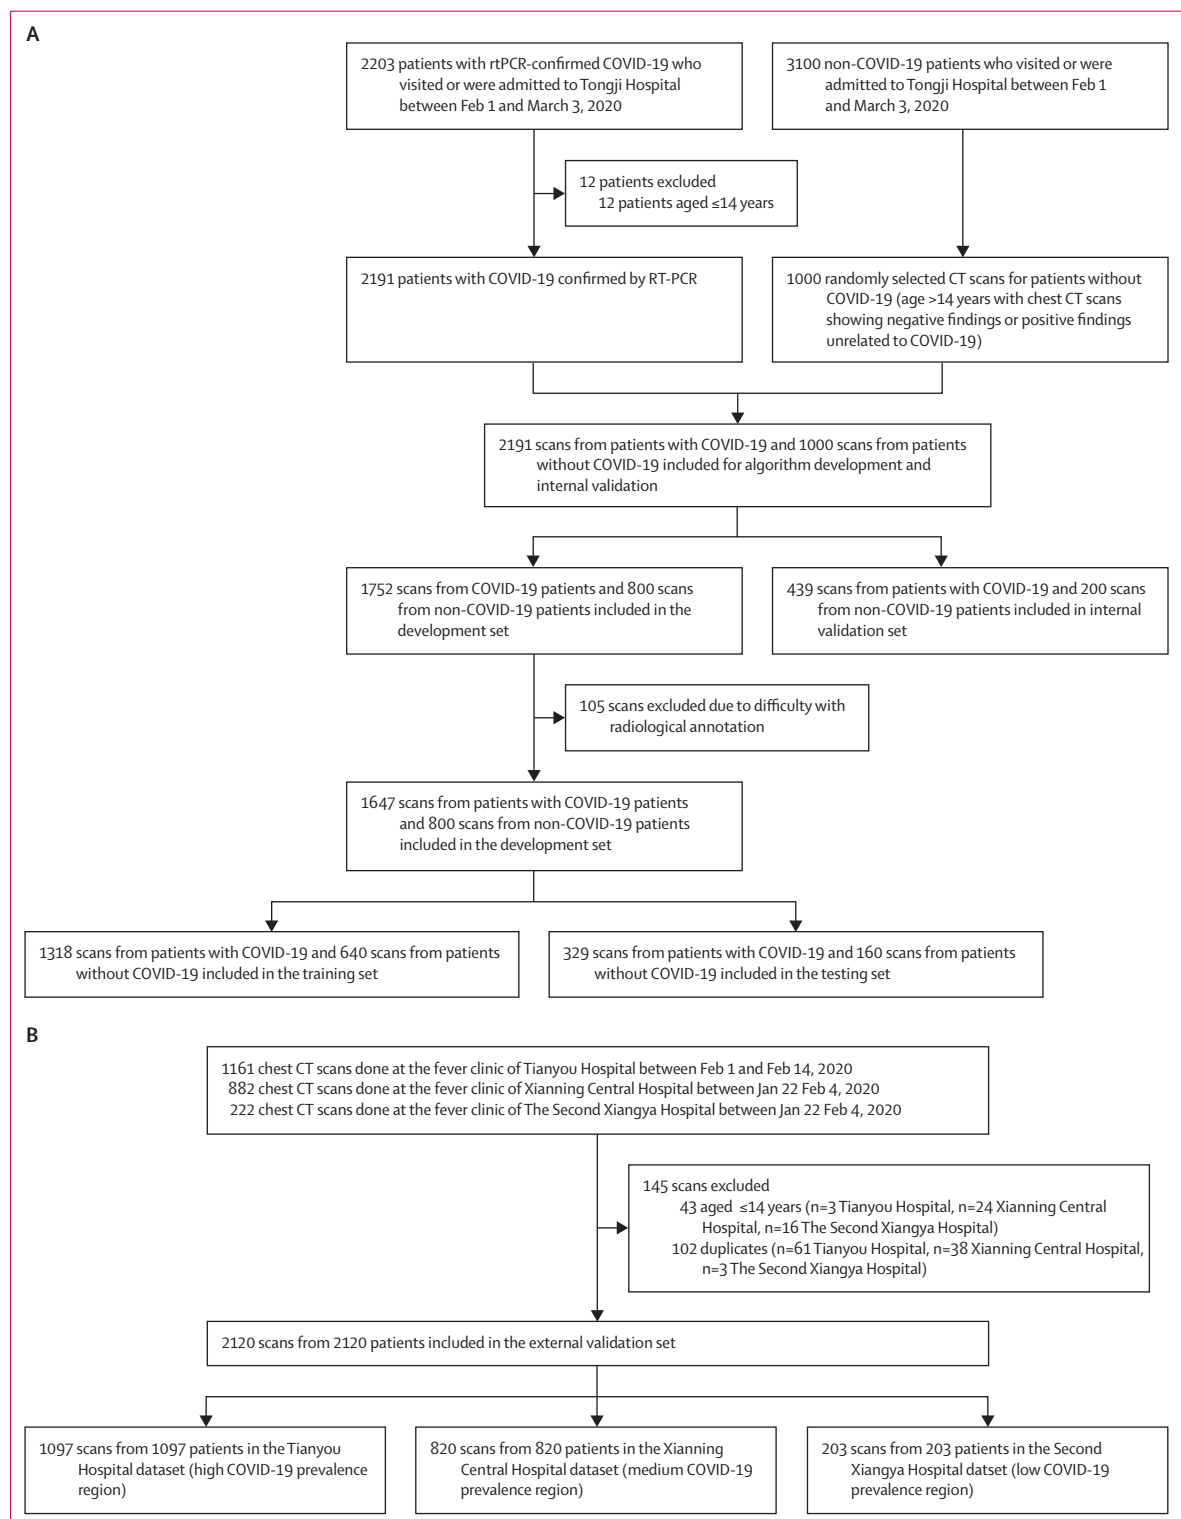 A
2203 patients with rtPCR-confirmed COVID-19 who
visited or were admitted to Tongji Hospital
between Feb 1 and March 3, 2020
3100 non-COVID-19 patients who visited or were
admitted to Tongji Hospital between Feb 1
and March 3, 2020
12 patients excluded
12 patients aged ≤14 years
2191 patients with COVID-19 confirmed by RT-PCR
1000 randomly selected CT scans for patients without
COVID-19 (age >14 years with chest CT scans
showing negative findings or positive findings
unrelated to COVID-19)
2191 scans from patients with COVID-19 and 1000 scans from patients
without COVID-19 included for algorithm development and
internal validation
1752 scans from COVID-19 patients and 800 scans
from non-COVID-19 patients included in the
development set
439 scans from patients with COVID-19 and 200 scans
from non-COVID-19 patients included in internal
validation set
105 scans excluded due to difficulty with
radiological annotation
1647 scans from patients with COVID-19 patients
and 800 scans from non-COVID-19 patients
included in the development set
1318 scans from patients with COVID-19 and 640 scans from patients
without COVID-19 included in the training set
329 scans from patients with COVID-19 and 160 scans from patients
without COVID-19 included in the testing set
B
1161 chest CT scans done at the fever clinic of Tianyou Hospital between Feb 1 and Feb 14, 2020
882 chest CT scans done at the fever clinic of Xianning Central Hospital between Jan 22 Feb 4, 2020
222 chest CT scans done at the fever clinic of The Second Xiangya Hospital between Jan 22 Feb 4, 2020
145 scans excluded
43 aged ≤14 years (n=3 Tianyou Hospital, n=24 Xianning Central
Hospital, n=16 The Second Xiangya Hospital)
102 duplicates (n=61 Tianyou Hospital, n=38 Xianning Central Hospital,
n=3 The Second Xiangya Hospital)
2120 scans from 2120 patients included in the external validation set
1097 scans from 1097 patients in the Tianyou
Hospital dataset (high COVID-19 prevalence
region)
820 scans from 820 patients in the Xianning
Central Hospital dataset (medium COVID-19
prevalence region)
203 scans from 203 patients in the Second
Xiangya Hospital datset (low COVID-19
prevalence region)